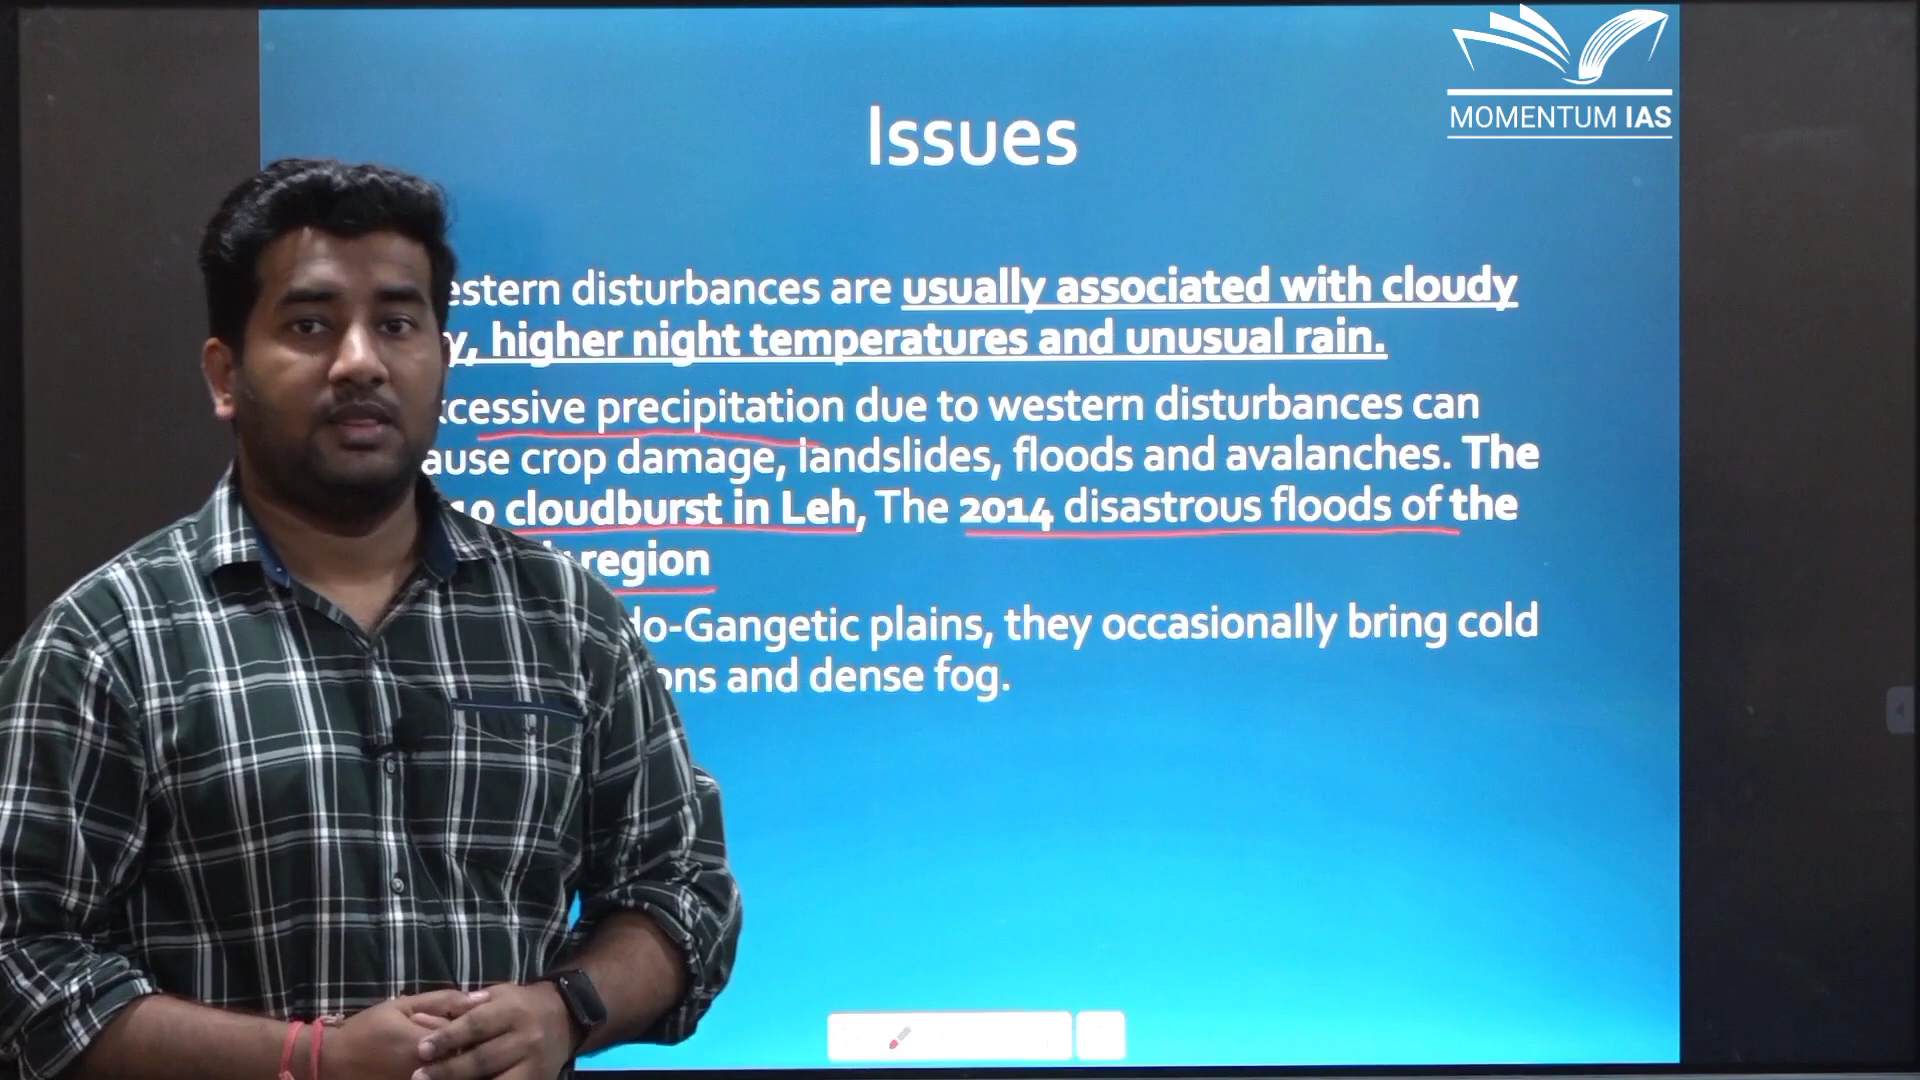 MOMENTUM IAS
Issues
estern disturbances are usually associated with cloudy
y, higher night temperatures and unusual rain.
cessive precipitation due to western disturbances can
ause crop damage, landslides, floods and avalanches. The
10 cloudburst in Leh, The 2014 disastrous floods of the
region
do-Gangetic plains, they occasionally bring cold
ons and dense fog.